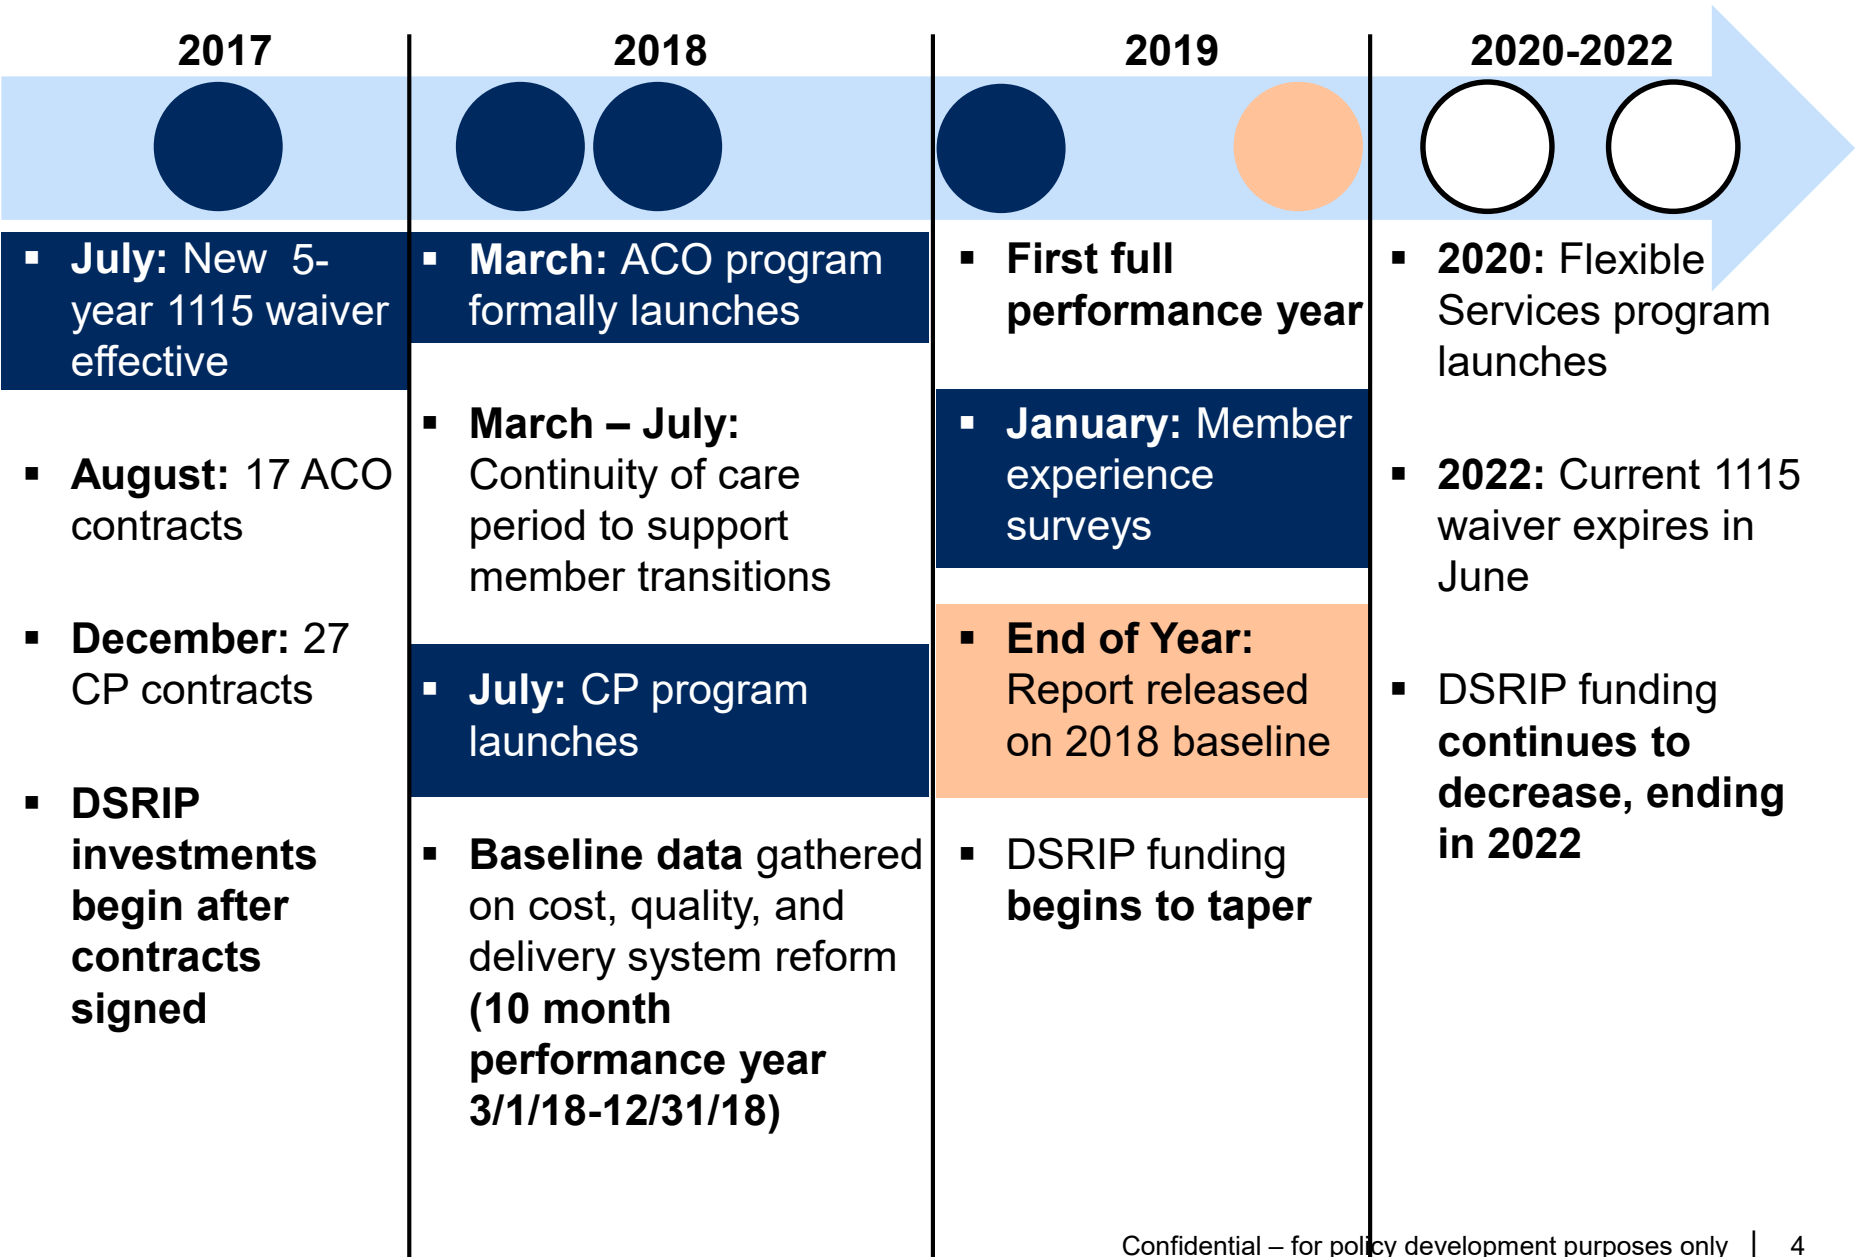 2017
▪ July: New 5-
year 1115 waiver
effective
▪ August: 17 ACO
contracts
▪ December: 27
CP contracts
▪ DSRIP
investments
begin after
contracts
signed
2018
▪ March: ACO program
formally launches
▪ March – July:
Continuity of care
period to support
member transitions
▪ July: CP program
launches
▪ Baseline data gathered
on cost, quality, and
delivery system reform
(10 month
performance year
3/1/18-12/31/18)
2019
▪ First full
performance year
▪ January: Member
experience
surveys
▪ End of Year:
Report released
on 2018 baseline
▪ DSRIP funding
begins to taper
2020-2022
▪ 2020: Flexible
Services program
launches
▪ 2022: Current 1115
waiver expires in
June
▪ DSRIP funding
continues to
decrease, ending
in 2022
Confidential – for policy development purposes only | 4